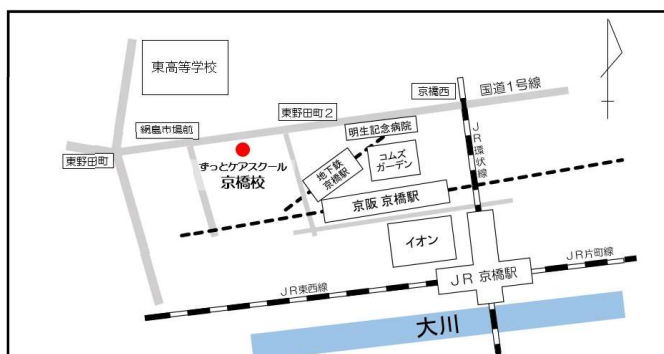 東高等学校
京橋西
国道1号線
東野田町2
明生記念病院
網島市場前
東野田町
ずっとケアスクール
京橋校
地下鉄
京橋駅
コムズ
ガーデン
JR環状線
京阪 京橋駅
イオン
JR片町線
JR 京橋駅
JR東西線
大川